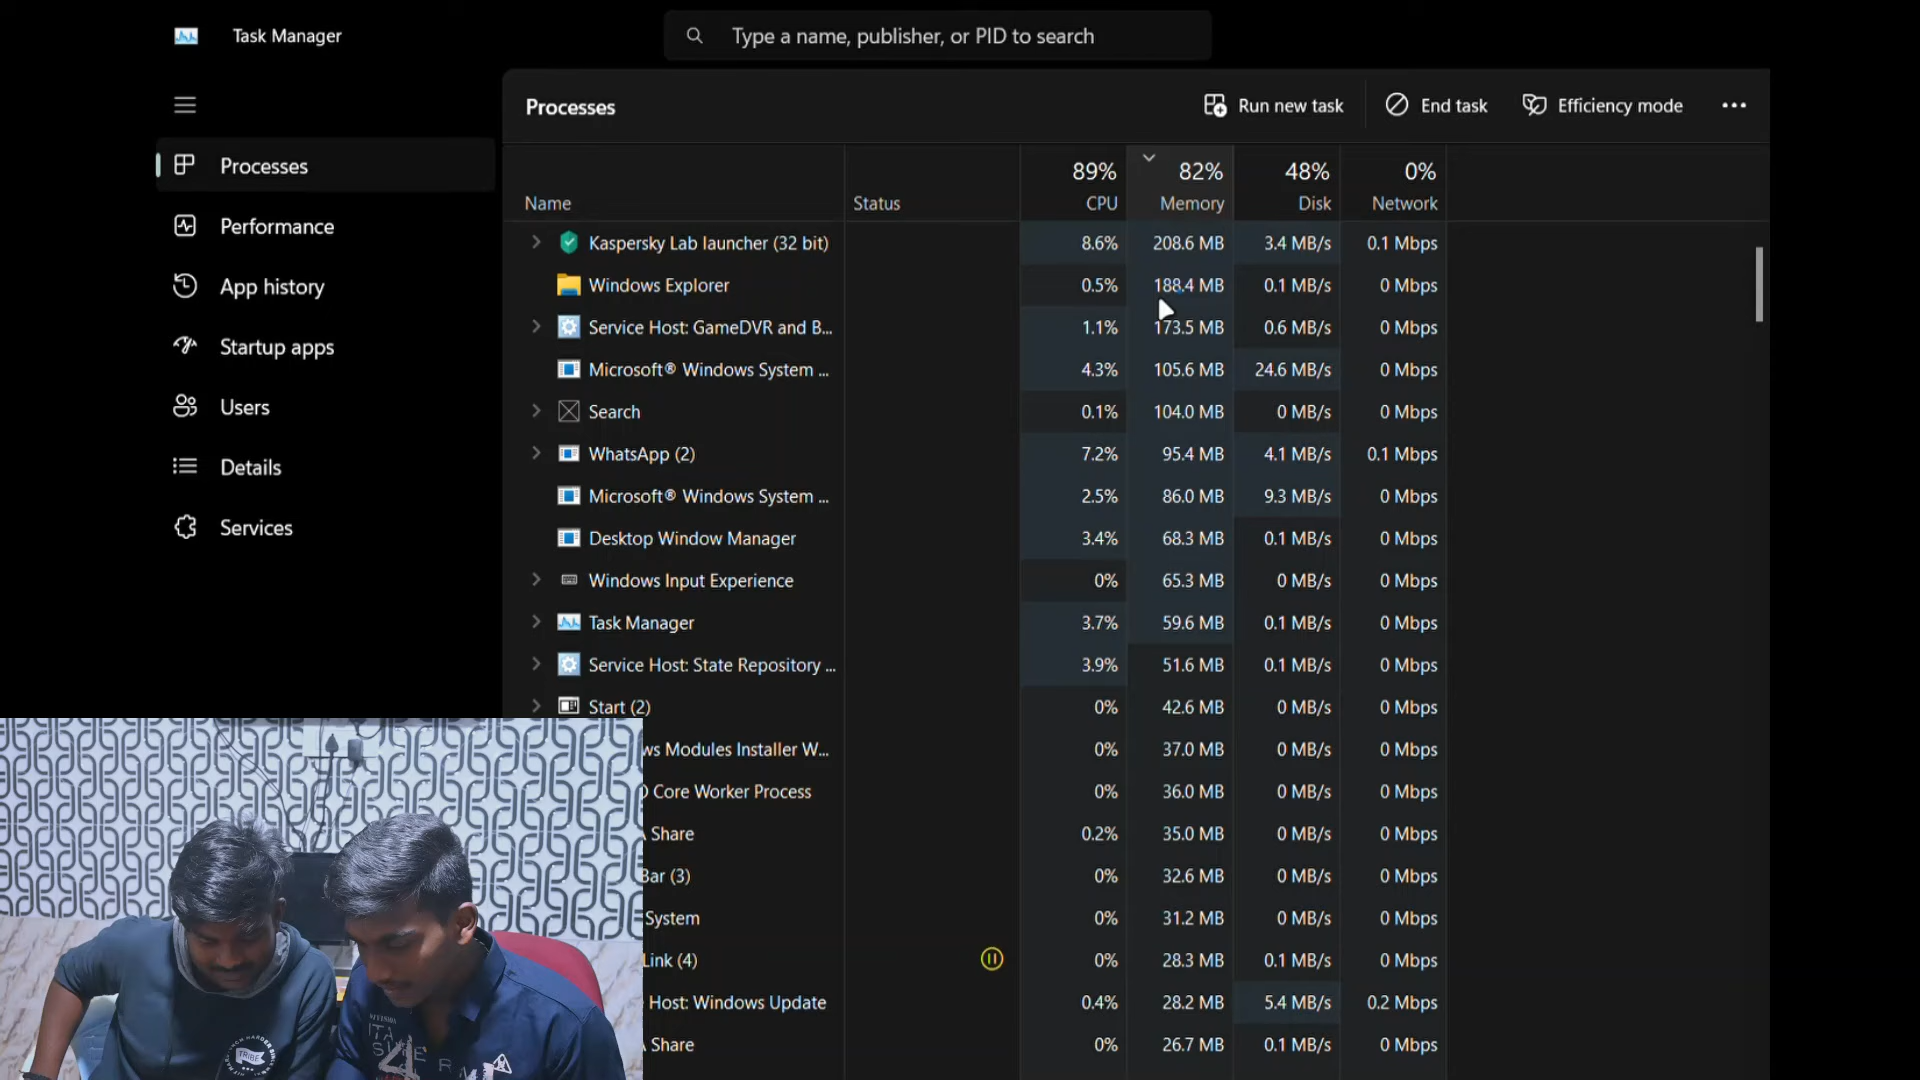 Task Manager
Type a name, publisher, or PID to search
Processes
Run new task
End task
Efficiency mode
Processes
Performance
App history
Startup apps
Users
Details
Services
89% 82% 48% 0%
Name Status CPU Memory Disk Network
Kaspersky Lab launcher (32 bit) 8.6% 208.6 MB 3.4 MB/s 0.1 Mbps
Windows Explorer 0.5% 188.4 MB 0.1 MB/s 0 Mbps
Service Host: GameDVR and B... 1.1% 173.5 MB 0.6 MB/s 0 Mbps
Microsoft® Windows System ... 4.3% 105.6 MB 24.6 MB/s 0 Mbps
Search 0.1% 104.0 MB 0 MB/s 0 Mbps
WhatsApp (2) 7.2% 95.4 MB 4.1 MB/s 0.1 Mbps
Microsoft® Windows System ... 2.5% 86.0 MB 9.3 MB/s 0 Mbps
Desktop Window Manager 3.4% 68.3 MB 0.1 MB/s 0 Mbps
Windows Input Experience 0% 65.3 MB 0 MB/s 0 Mbps
Task Manager 3.7% 59.6 MB 0.1 MB/s 0 Mbps
Service Host: State Repository ... 3.9% 51.6 MB 0.1 MB/s 0 Mbps
Start (2) 0% 42.6 MB 0 MB/s 0 Mbps
ws Modules Installer W... 0% 37.0 MB 0 MB/s 0 Mbps
Core Worker Process 0% 36.0 MB 0 MB/s 0 Mbps
Share 0.2% 35.0 MB 0 MB/s 0 Mbps
Bar (3) 0% 32.6 MB 0 MB/s 0 Mbps
System 0% 31.2 MB 0 MB/s 0 Mbps
Link (4) 0% 28.3 MB 0.1 MB/s 0 Mbps
Host: Windows Update 0.4% 28.2 MB 5.4 MB/s 0.2 Mbps
Share 0% 26.7 MB 0.1 MB/s 0 Mbps
TRIBE